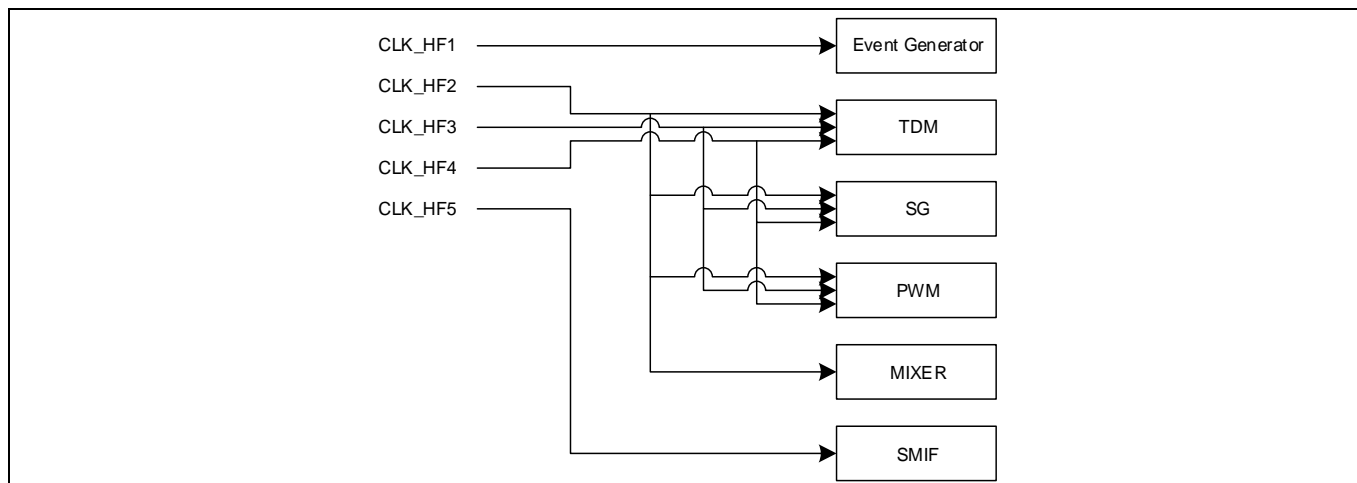 CLK_HF1
Event Generator
CLK_HF2
TDM
CLK_HF3
CLK_HF4
SG
CLK_HF5
PWM
MIXER
SMIF